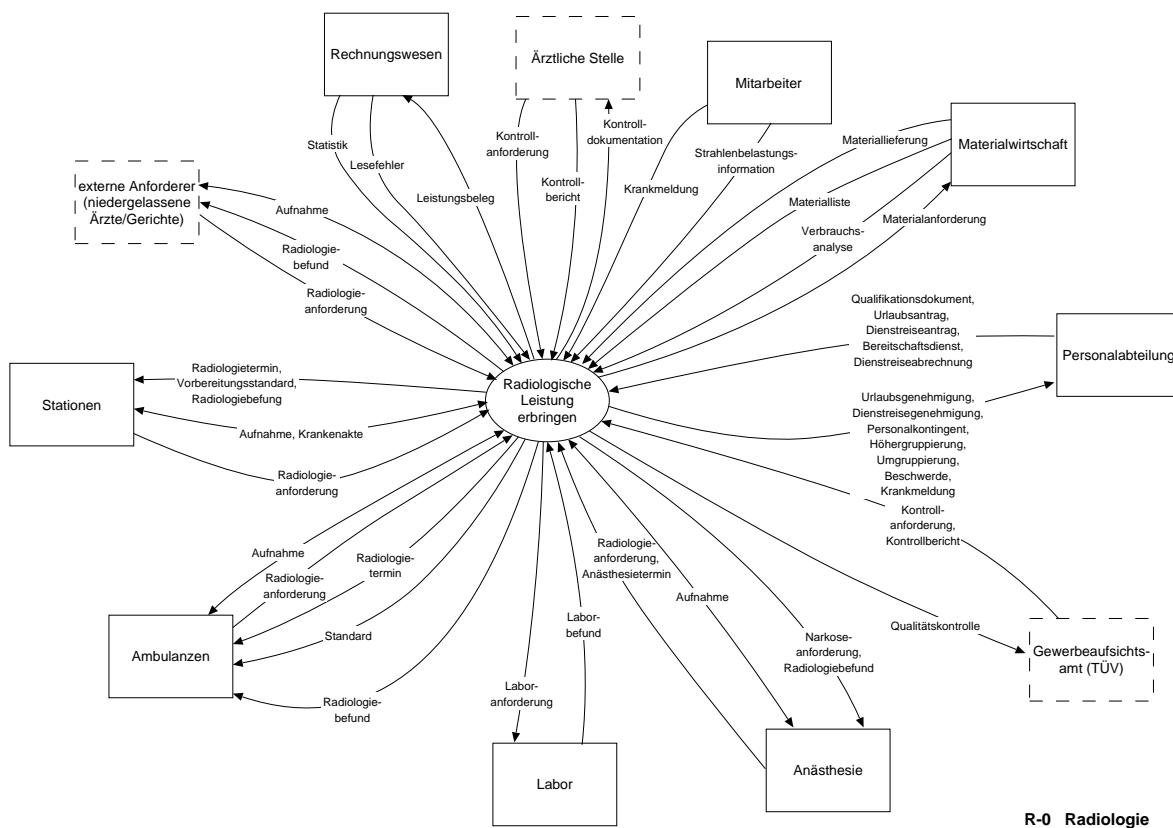 Rechnungswesen
Ärztliche Stelle
Mitarbeiter
Materialwirtschaft
externe Anforderer
(niedergelassene
Ärzte/Gerichte)
Statistik
Lesefehler
Leistungsbeleg
Kontroll-
anforderung
Kontroll-
bericht
Kontroll-
dokumentation
Krankmeldung
Strahlenbelastungs-
information
Materiallieferung
Materialliste
Verbrauchs-
analyse
Materialanforderung
Aufnahme
Radiologie-
befund
Radiologie-
anforderung
Qualifikationsdokument,
Urlaubsantrag,
Dienstreiseantrag,
Bereitschaftsdienst,
Dienstreiseabrechnung
Personalabteilung
Stationen
Radiologietermin,
Vorbereitungsstandard,
Radiologiebefung
Aufnahme, Krankenakte
Radiologie-
anforderung
Radiologische
Leistung
erbringen
Urlaubsgenehmigung,
Dienstreisegenehmigung,
Personalkontingent,
Höhergruppierung,
Umgruppierung,
Beschwerde,
Krankmeldung
Kontroll-
anforderung,
Kontrollbericht
Aufnahme
Radiologie-
anforderung
Radiologie-
termin
Standard
Radiologie-
befund
Ambulanzen
Labor-
anforderung
Labor-
befund
Labor
Radiologie-
anforderung,
Anästhesietermin
Aufnahme
Narkose-
anforderung,
Radiologiebefund
Anästhesie
Qualitätskontrolle
Gewerbeaufsichts-
amt (TÜV)
R-0 Radiologie